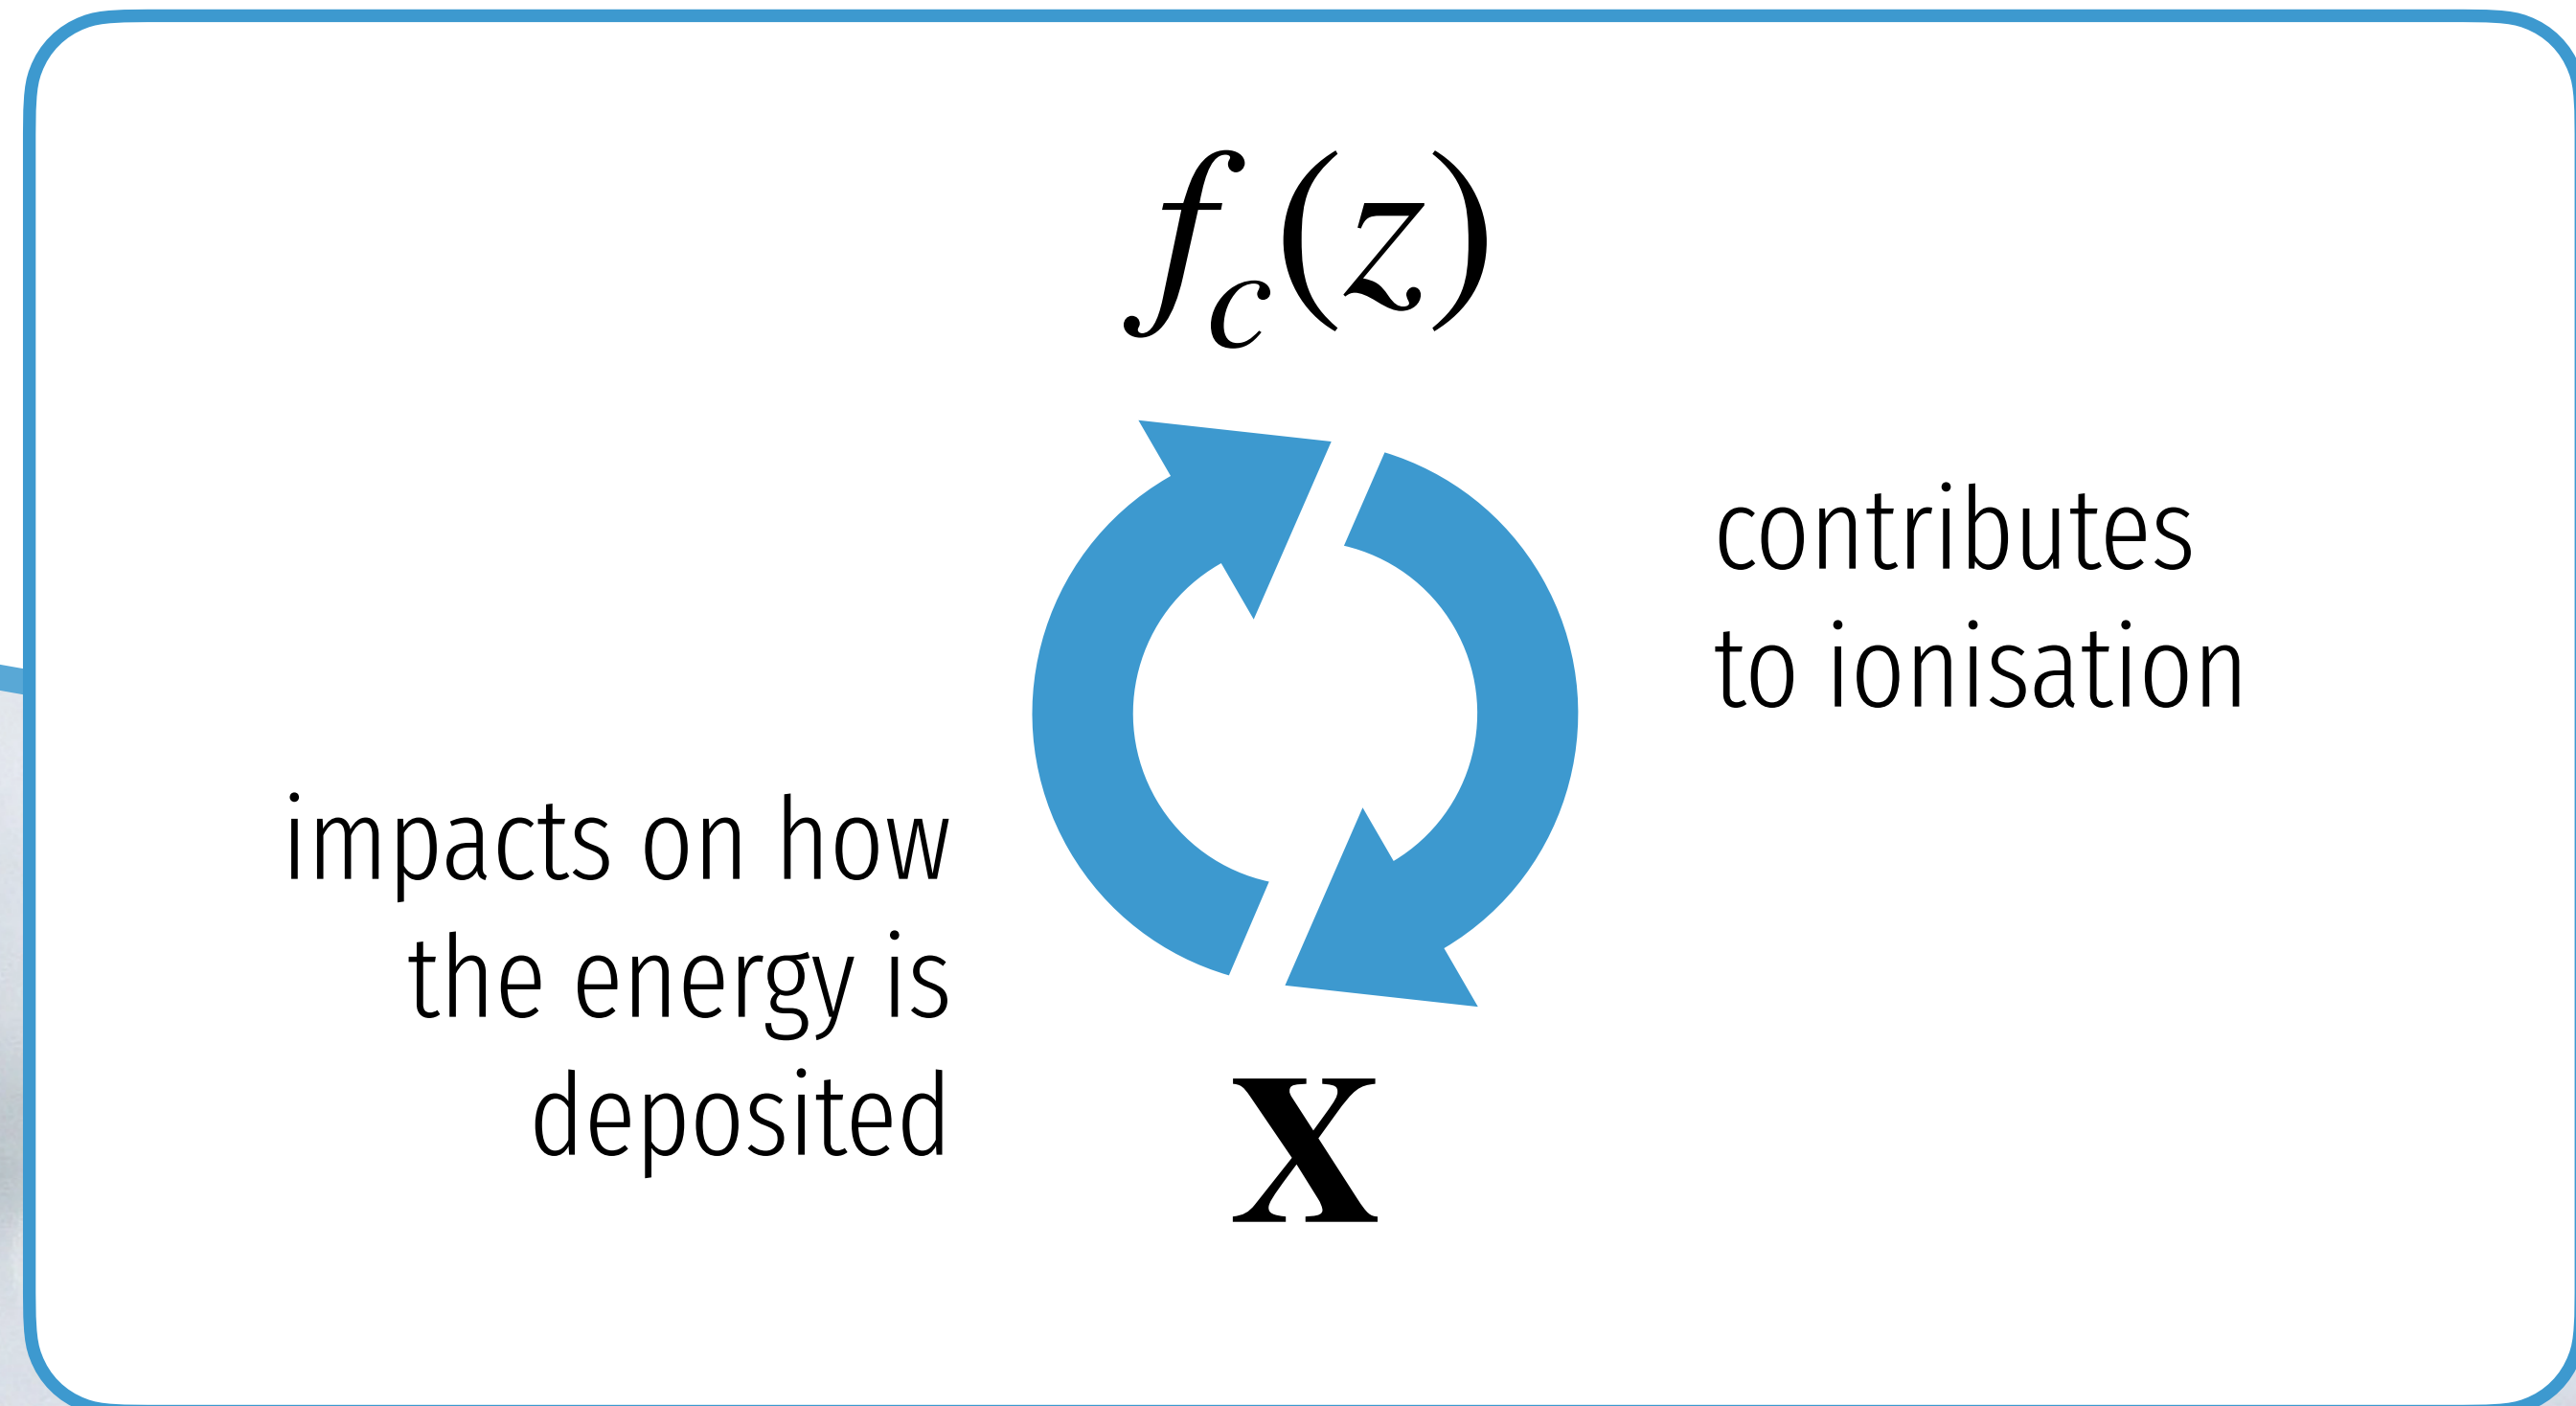 f_c(z)
contributes
to ionisation
impacts on how
the energy is
deposited
x